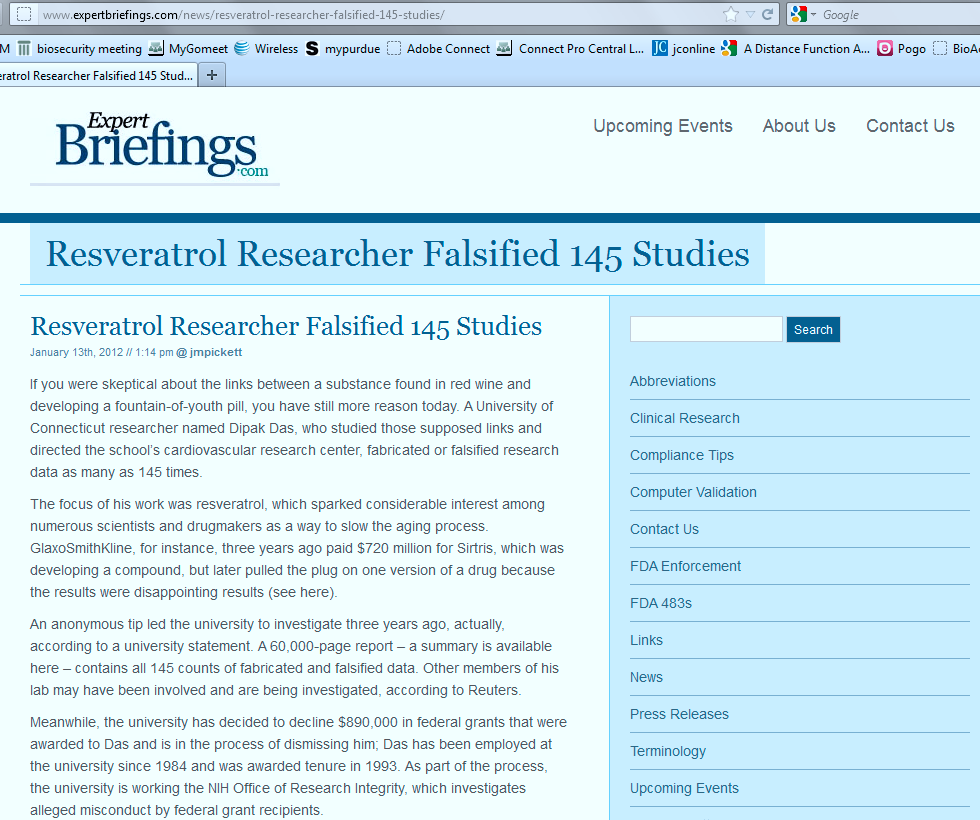 www.expertbriefings.com/news/resveratrol-researcher-falsified-145-studies/
Google
M biosecurity meeting MyGomeet Wireless mypurdue Adobe Connect Connect Pro Central L... jconline A Distance Function A... Pogo BioA
eratrol Researcher Falsified 145 Stud... +
Expert
Briefings
.com
Upcoming Events About Us Contact Us
Resveratrol Researcher Falsified 145 Studies
Resveratrol Researcher Falsified 145 Studies
January 13th, 2012 // 1:14 pm @ jmpickett
If you were skeptical about the links between a substance found in red wine and
developing a fountain-of-youth pill, you have still more reason today. A University of
Connecticut researcher named Dipak Das, who studied those supposed links and
directed the school's cardiovascular research center, fabricated or falsified research
data as many as 145 times.
The focus of his work was resveratrol, which sparked considerable interest among
numerous scientists and drugmakers as a way to slow the aging process.
GlaxoSmithKline, for instance, three years ago paid $720 million for Sirtris, which was
developing a compound, but later pulled the plug on one version of a drug because
the results were disappointing results (see here).
An anonymous tip led the university to investigate three years ago, actually,
according to a university statement. A 60,000-page report – a summary is available
here – contains all 145 counts of fabricated and falsified data. Other members of his
lab may have been involved and are being investigated, according to Reuters.
Meanwhile, the university has decided to decline $890,000 in federal grants that were
awarded to Das and is in the process of dismissing him; Das has been employed at
the university since 1984 and was awarded tenure in 1993. As part of the process,
the university is working the NIH Office of Research Integrity, which investigates
alleged misconduct by federal grant recipients.
Search
Abbreviations
Clinical Research
Compliance Tips
Computer Validation
Contact Us
FDA Enforcement
FDA 483s
Links
News
Press Releases
Terminology
Upcoming Events